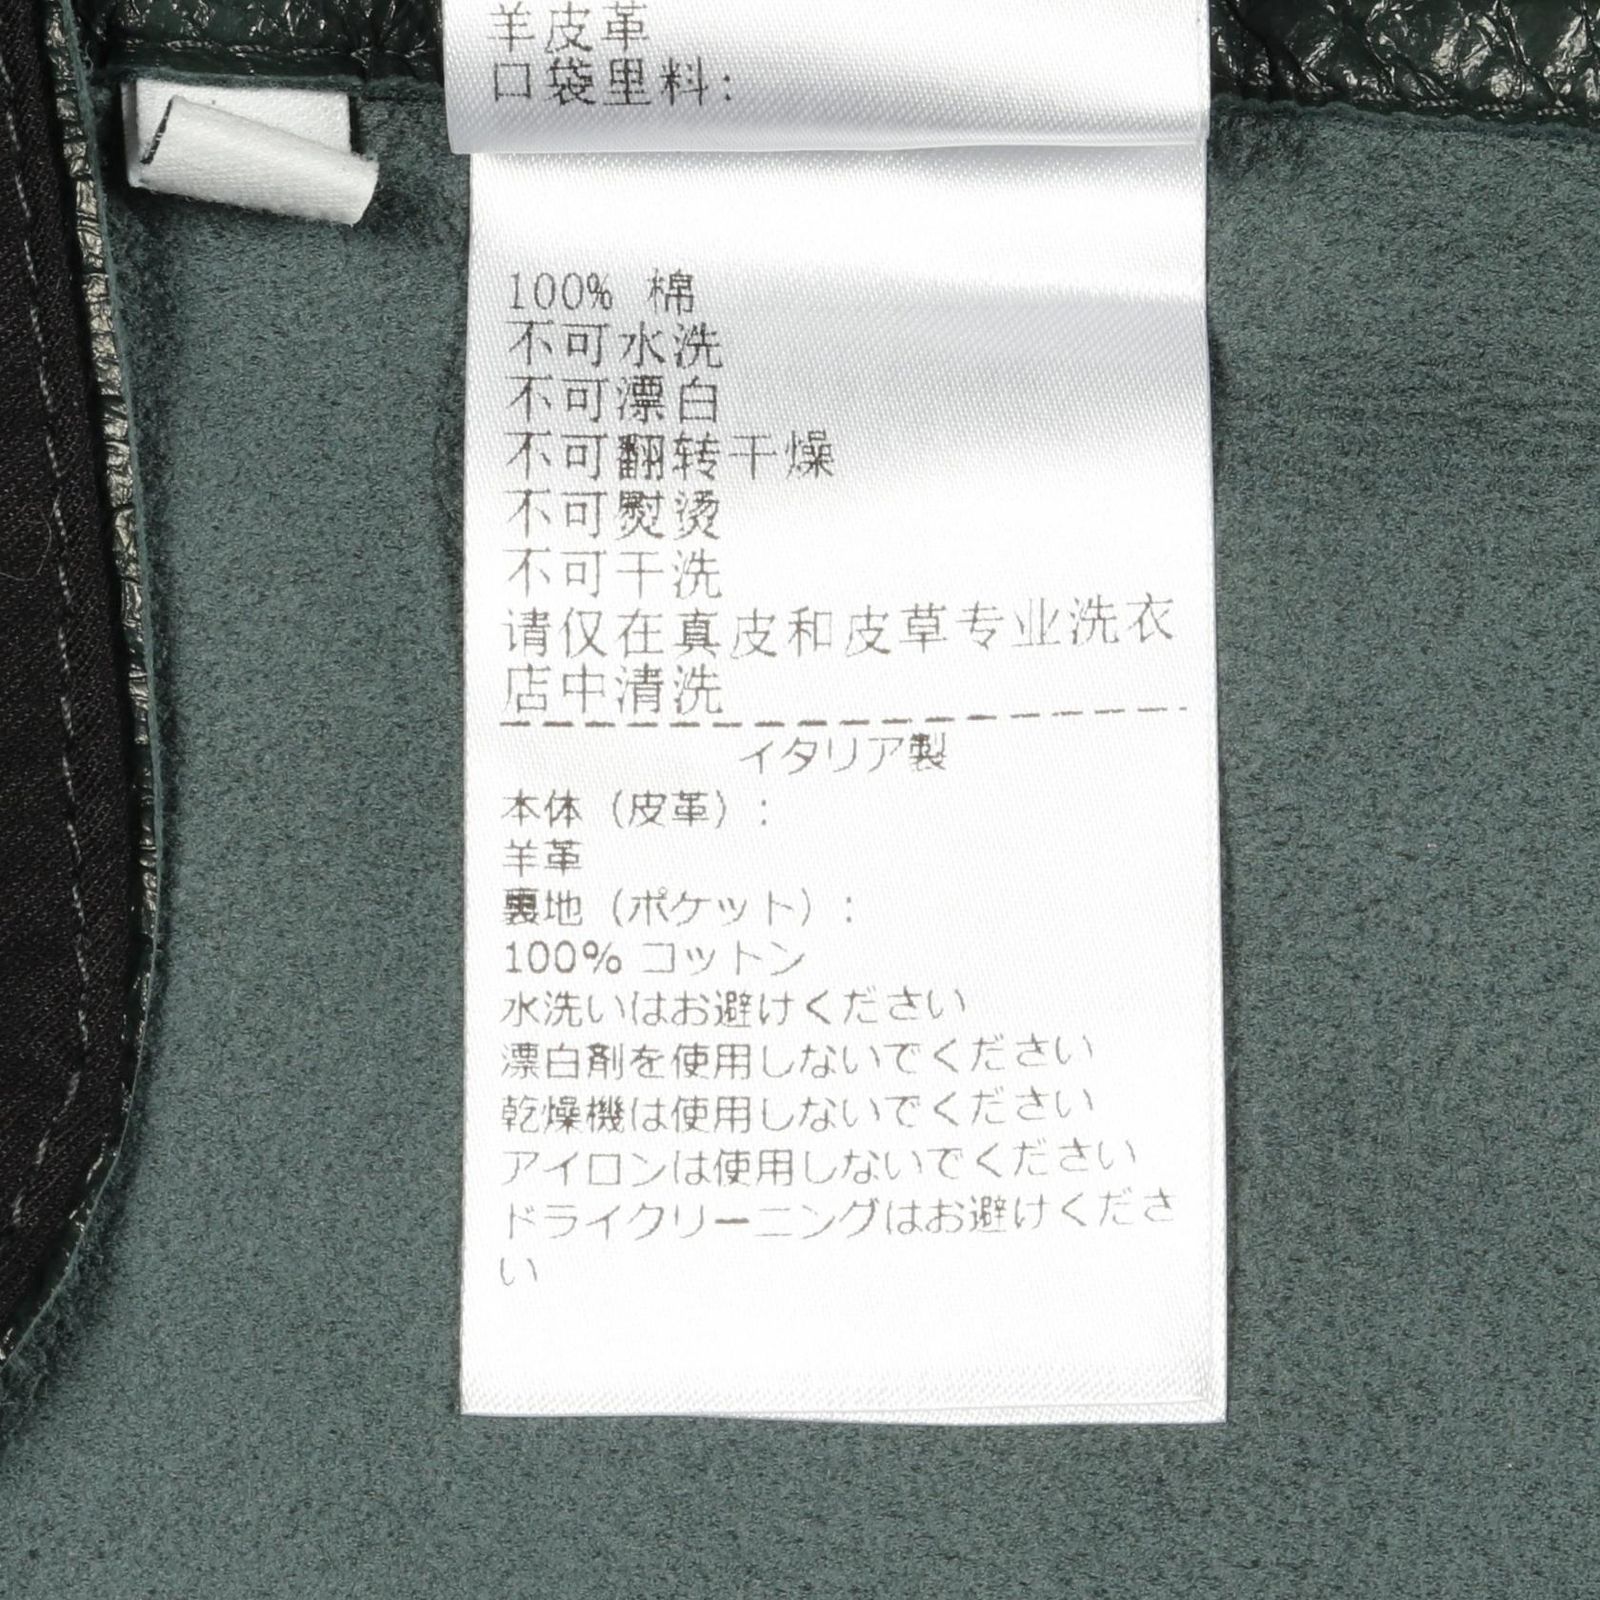 羊皮革
口袋里料:
100% 棉
不可水洗
不可漂白
不可翻转干燥
不可熨烫
不可干洗
请仅在真皮和皮草专业洗衣
店中清洗
イタリア製
本体（皮革）:
羊革
裏地（ポケット）:
100% コットン
水洗いはお避けください
漂白剤を使用しないでください
乾燥機は使用しないでください
アイロンは使用しないでください
ドライクリーニングはお避けくださ
い